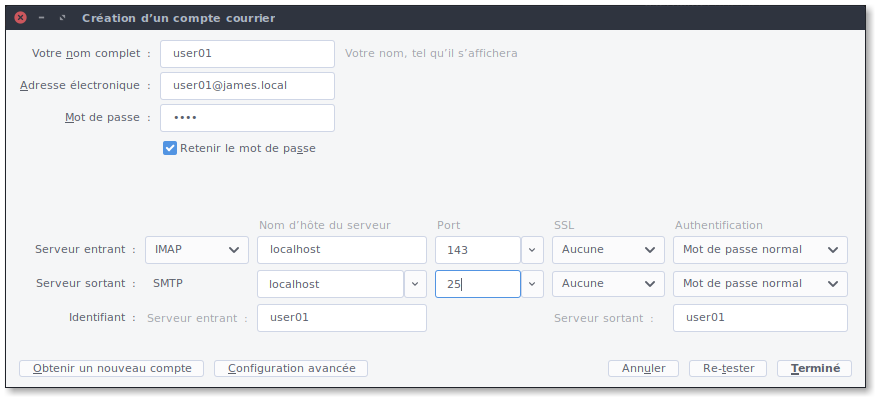 Création d’un compte courrier
Votre nom complet : user01 Votre nom, tel qu’il s’affichera
Adresse électronique : user01@james.local
Mot de passe : ••••
Retenir le mot de passe
Nom d’hôte du serveur Port SSL Authentification
Serveur entrant : IMAP localhost 143 Aucune Mot de passe normal
Serveur sortant : SMTP localhost 25 Aucune Mot de passe normal
Identifiant : Serveur entrant : user01 Serveur sortant : user01
Obtenir un nouveau compte Configuration avancée Annuler Re-tester Terminé